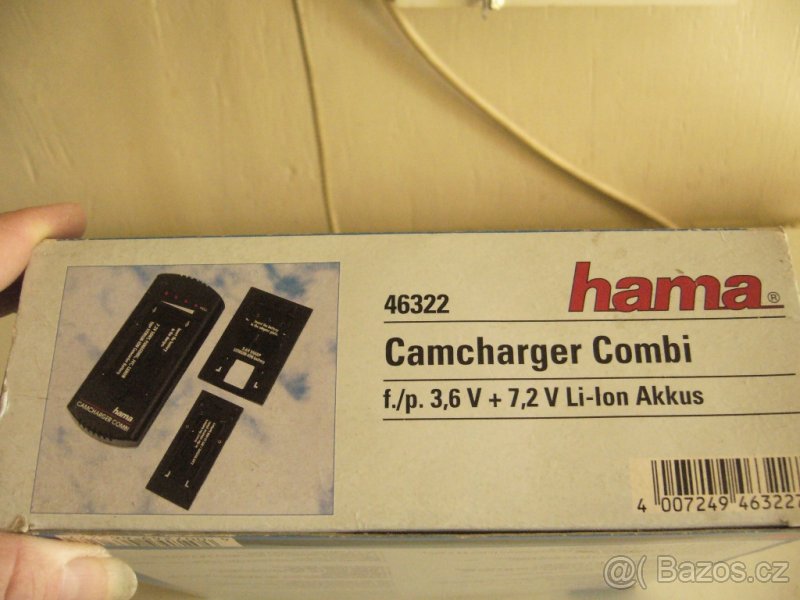 hama®
46322
Camcharger Combi
f./p. 3,6 V + 7,2 V Li-Ion Akkus
4 007249 463227
hama
CAMCHARGER COMBI
@( Bazos.cz